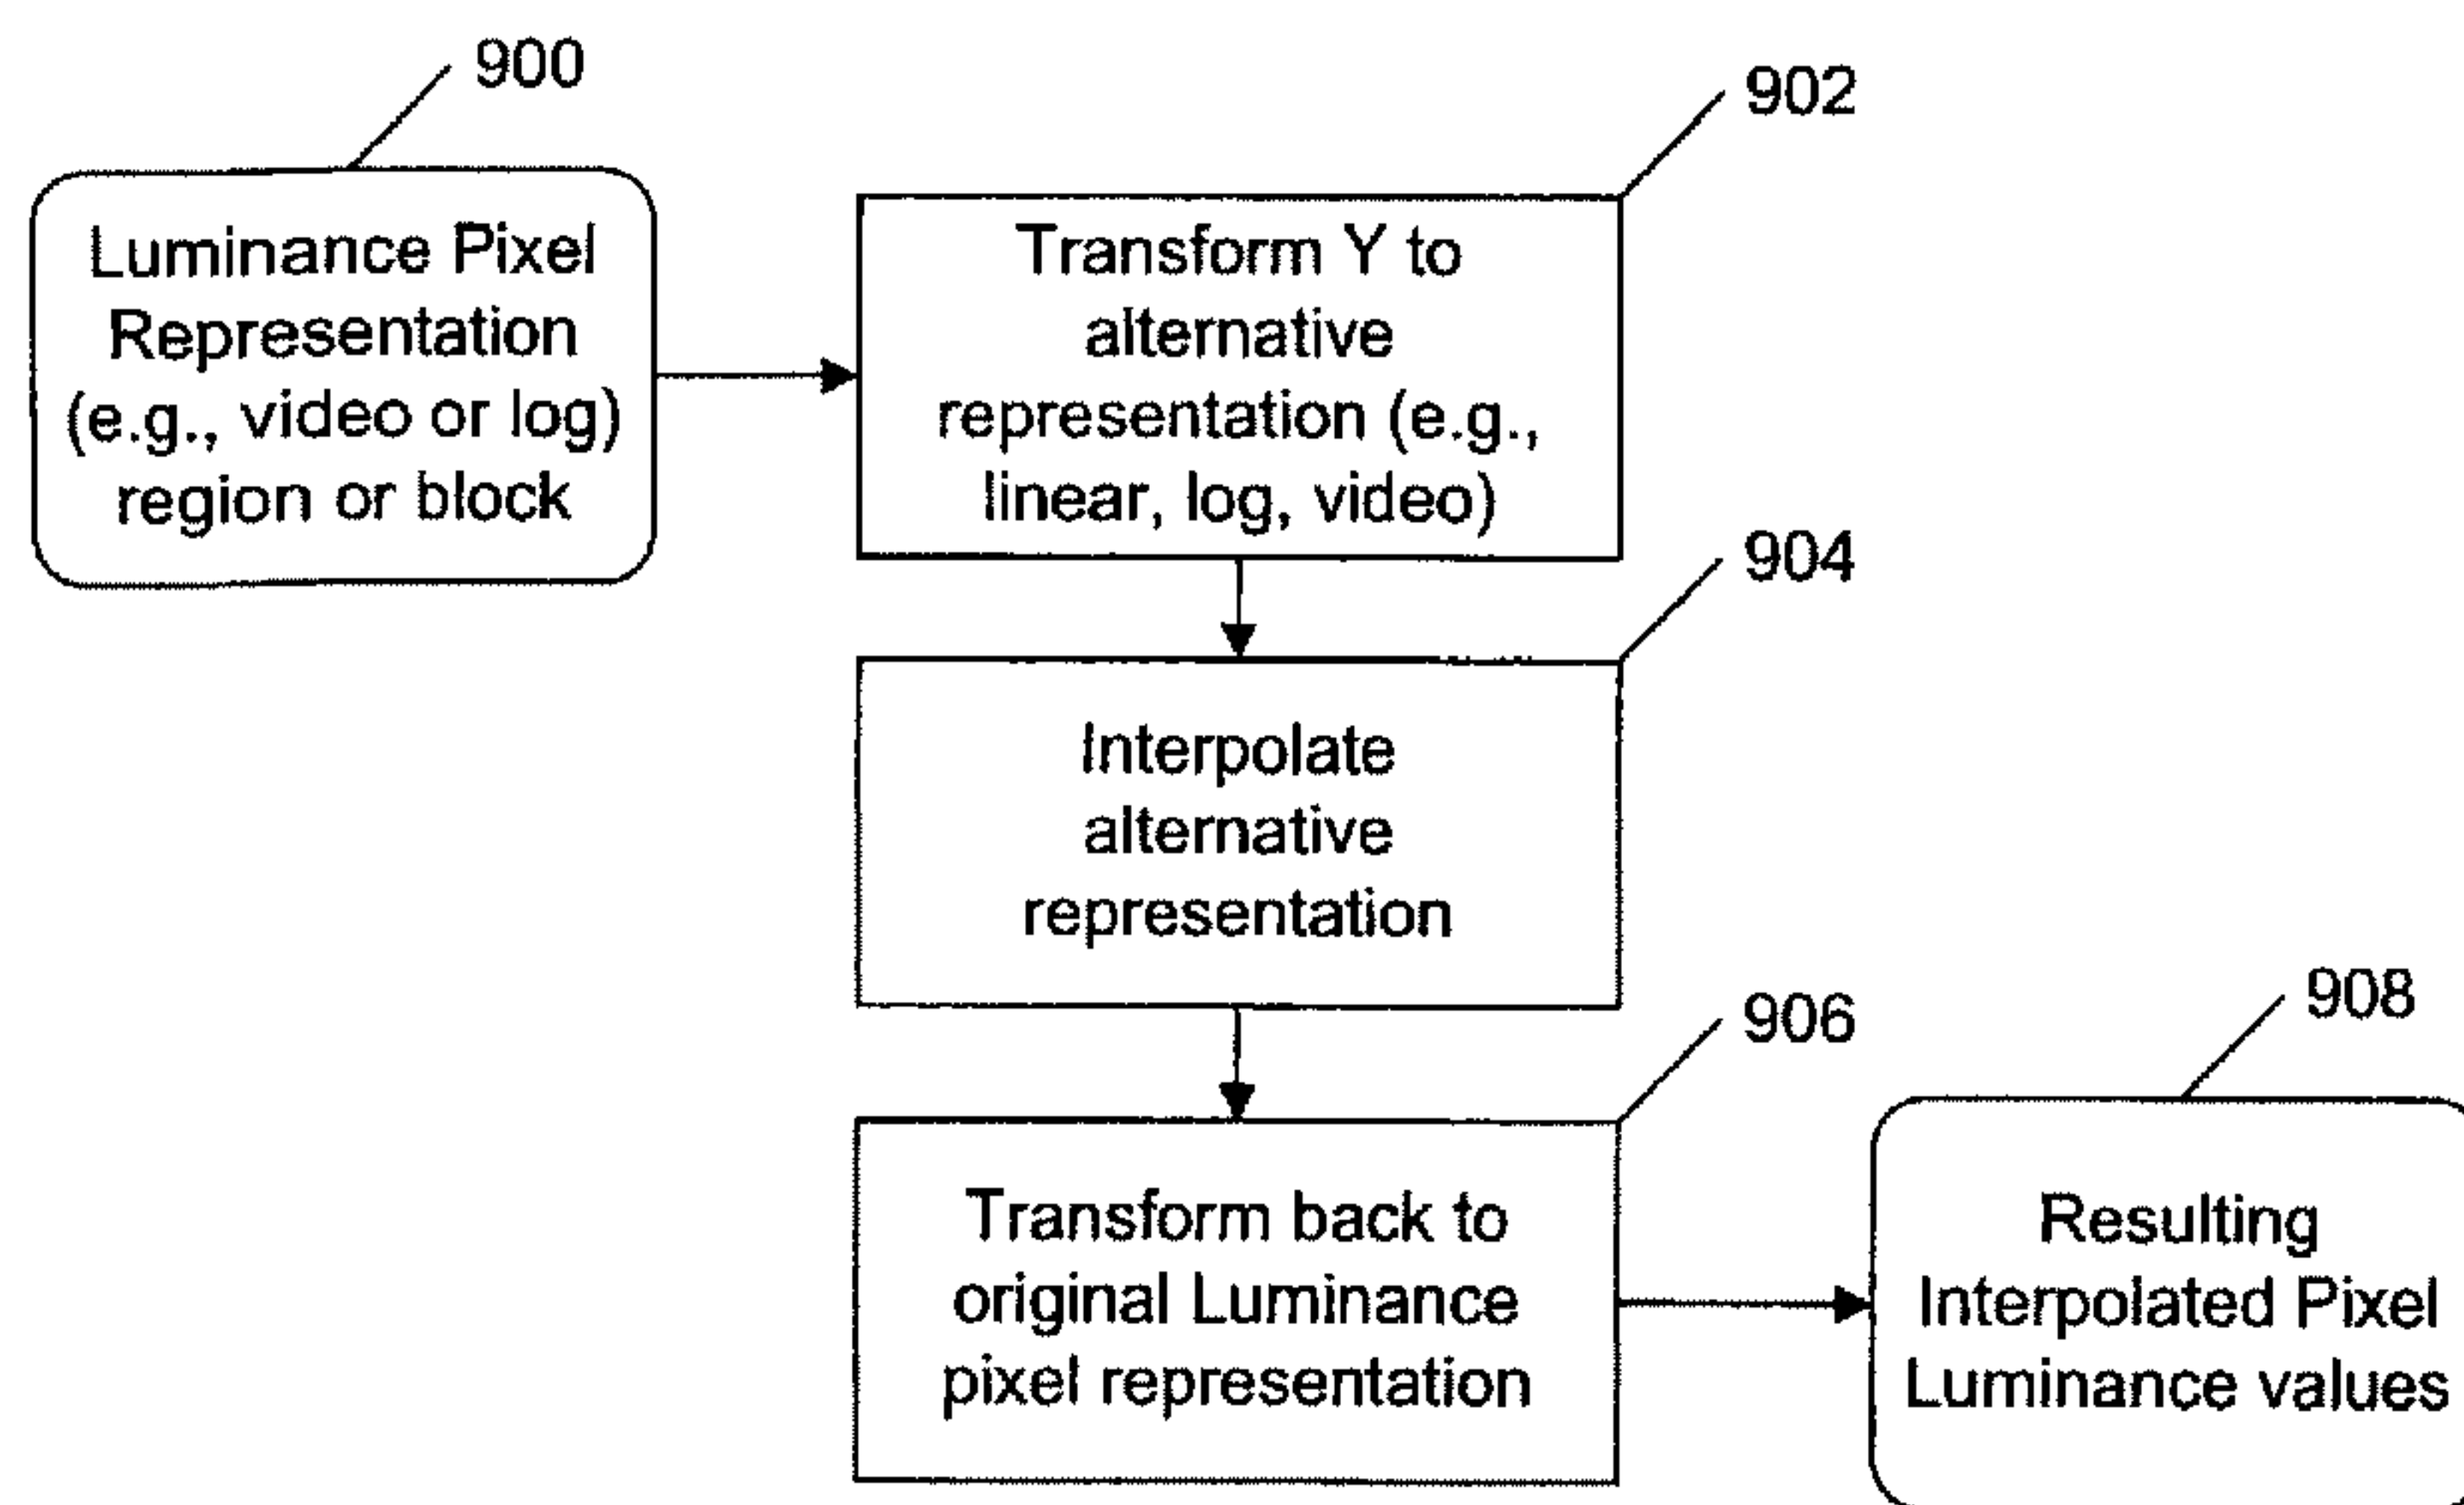 900
Luminance Pixel
Representation
(e.g., video or log)
region or block
902
Transform Y to
alternative
representation (e.g.,
linear, log, video)
904
Interpolate
alternative
representation
906
Transform back to
original Luminance
pixel representation
908
Resulting
Interpolated Pixel
Luminance values